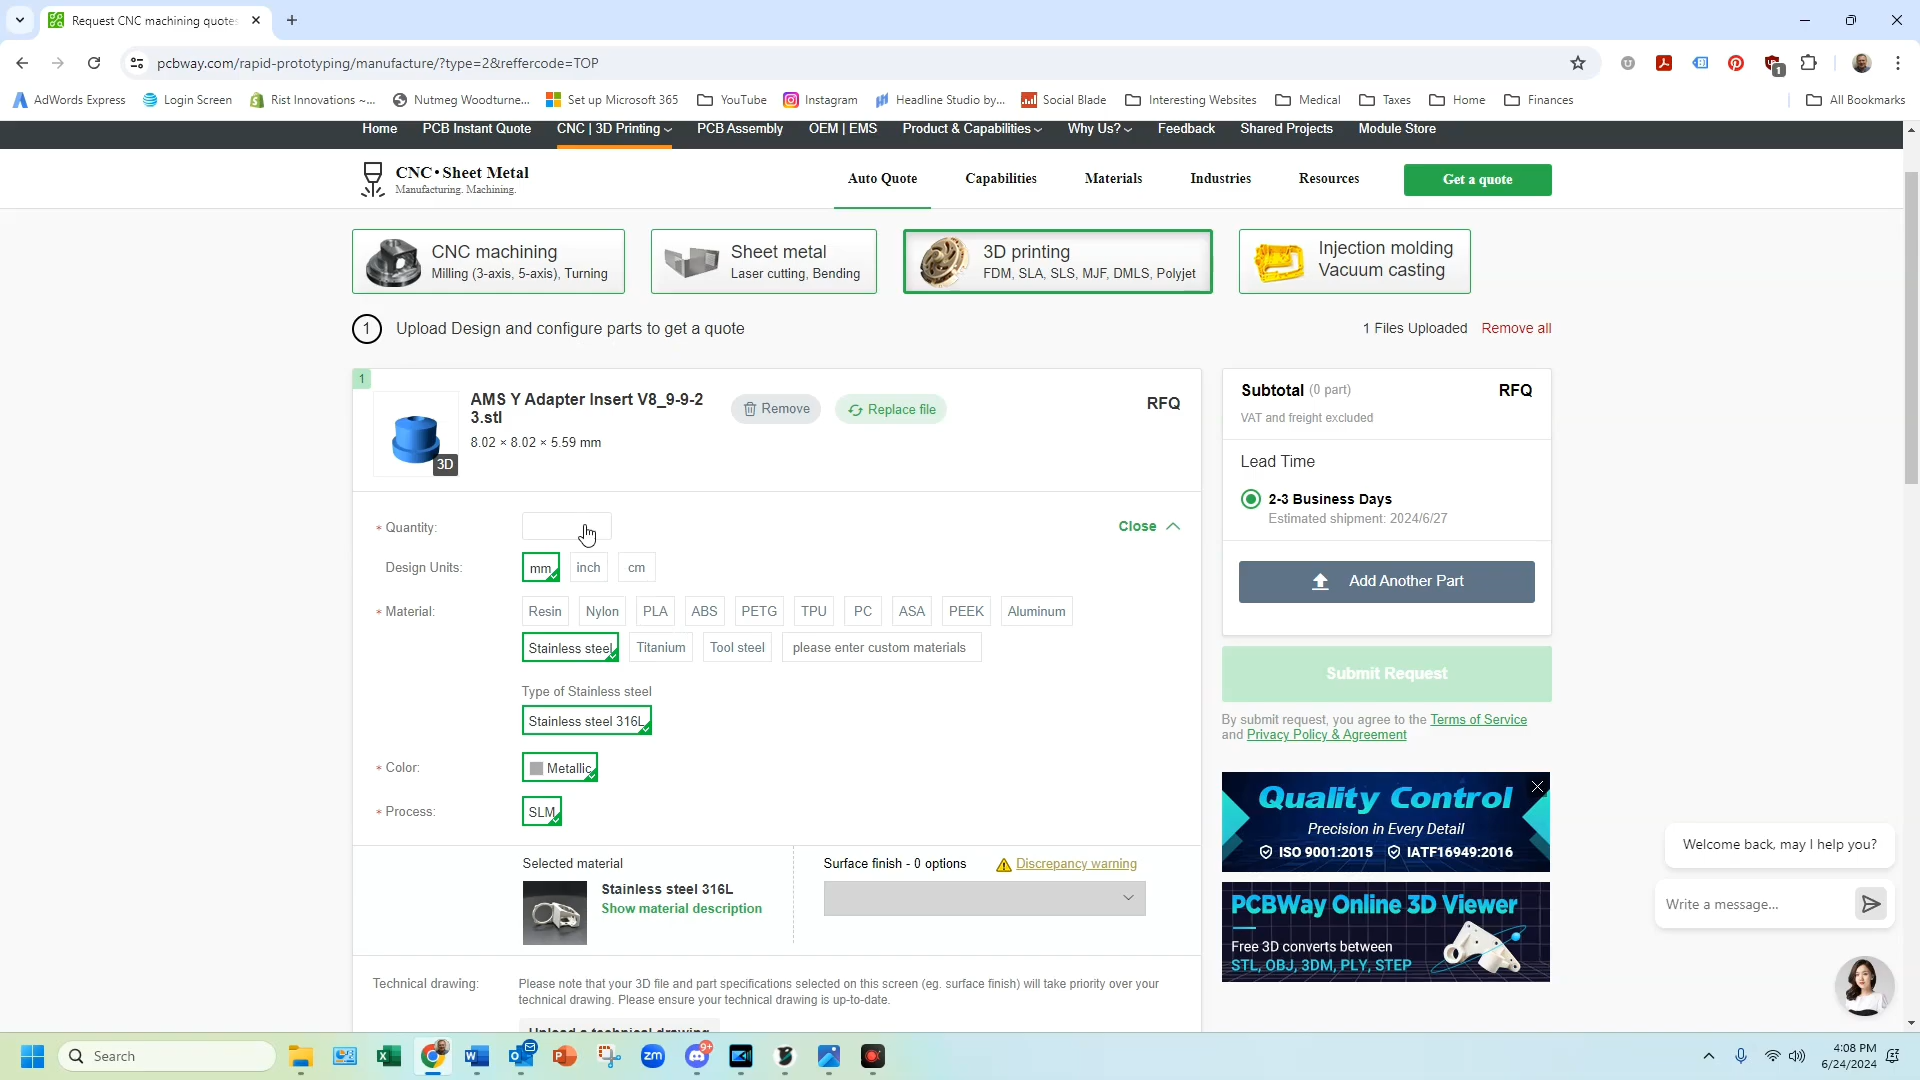 Request CNC machining quotes
pcbway.com/rapid-prototyping/manufacture/?type=2&reffercode=TOP
1
AdWords Express
Login Screen
Rist Innovations ~...
Nutmeg Woodturne...
Set up Microsoft 365
YouTube
Instagram
Headline Studio by...
Social Blade
Interesting Websites
Medical
Taxes
Home
Finances
All Bookmarks
Home
PCB Instant Quote
CNC | 3D Printing
PCB Assembly
OEM | EMS
Product & Capabilities
Why Us?
Feedback
Shared Projects
Module Store
CNC•Sheet Metal
Manufacturing. Machining.
Auto Quote
Capabilities
Materials
Industries
Resources
Get a quote
CNC machining
Milling (3-axis, 5-axis), Turning
Sheet metal
Laser cutting, Bending
3D printing
FDM, SLA, SLS, MJF, DMLS, Polyjet
Injection molding
Vacuum casting
1 Upload Design and configure parts to get a quote
1 Files Uploaded Remove all
1
AMS Y Adapter Insert V8_9-9-2
3.stl
8.02 × 8.02 × 5.59 mm
3D
Remove
Replace file
RFQ
* Quantity:
Close
Design Units:
mm
inch
cm
* Material:
Resin
Nylon
PLA
ABS
PETG
TPU
PC
ASA
PEEK
Aluminum
Stainless steel
Titanium
Tool steel
please enter custom materials
Type of Stainless steel
Stainless steel 316L
* Color:
Metallic
* Process:
SLM
Selected material
Stainless steel 316L
Show material description
Surface finish - 0 options
Discrepancy warning
Technical drawing:
Please note that your 3D file and part specifications selected on this screen (eg. surface finish) will take priority over your
technical drawing. Please ensure your technical drawing is up-to-date.
Upload a technical drawing
Subtotal (0 part)
RFQ
VAT and freight excluded
Lead Time
2-3 Business Days
Estimated shipment: 2024/6/27
Add Another Part
Submit Request
By submit request, you agree to the Terms of Service
and Privacy Policy & Agreement
Quality Control
Precision in Every Detail
ISO 9001:2015
IATF16949:2016
PCBWay Online 3D Viewer
Free 3D converts between
STL, OBJ, 3DM, PLY, STEP
Welcome back, may I help you?
Write a message...
Search
zm
9+
4:08 PM
6/24/2024